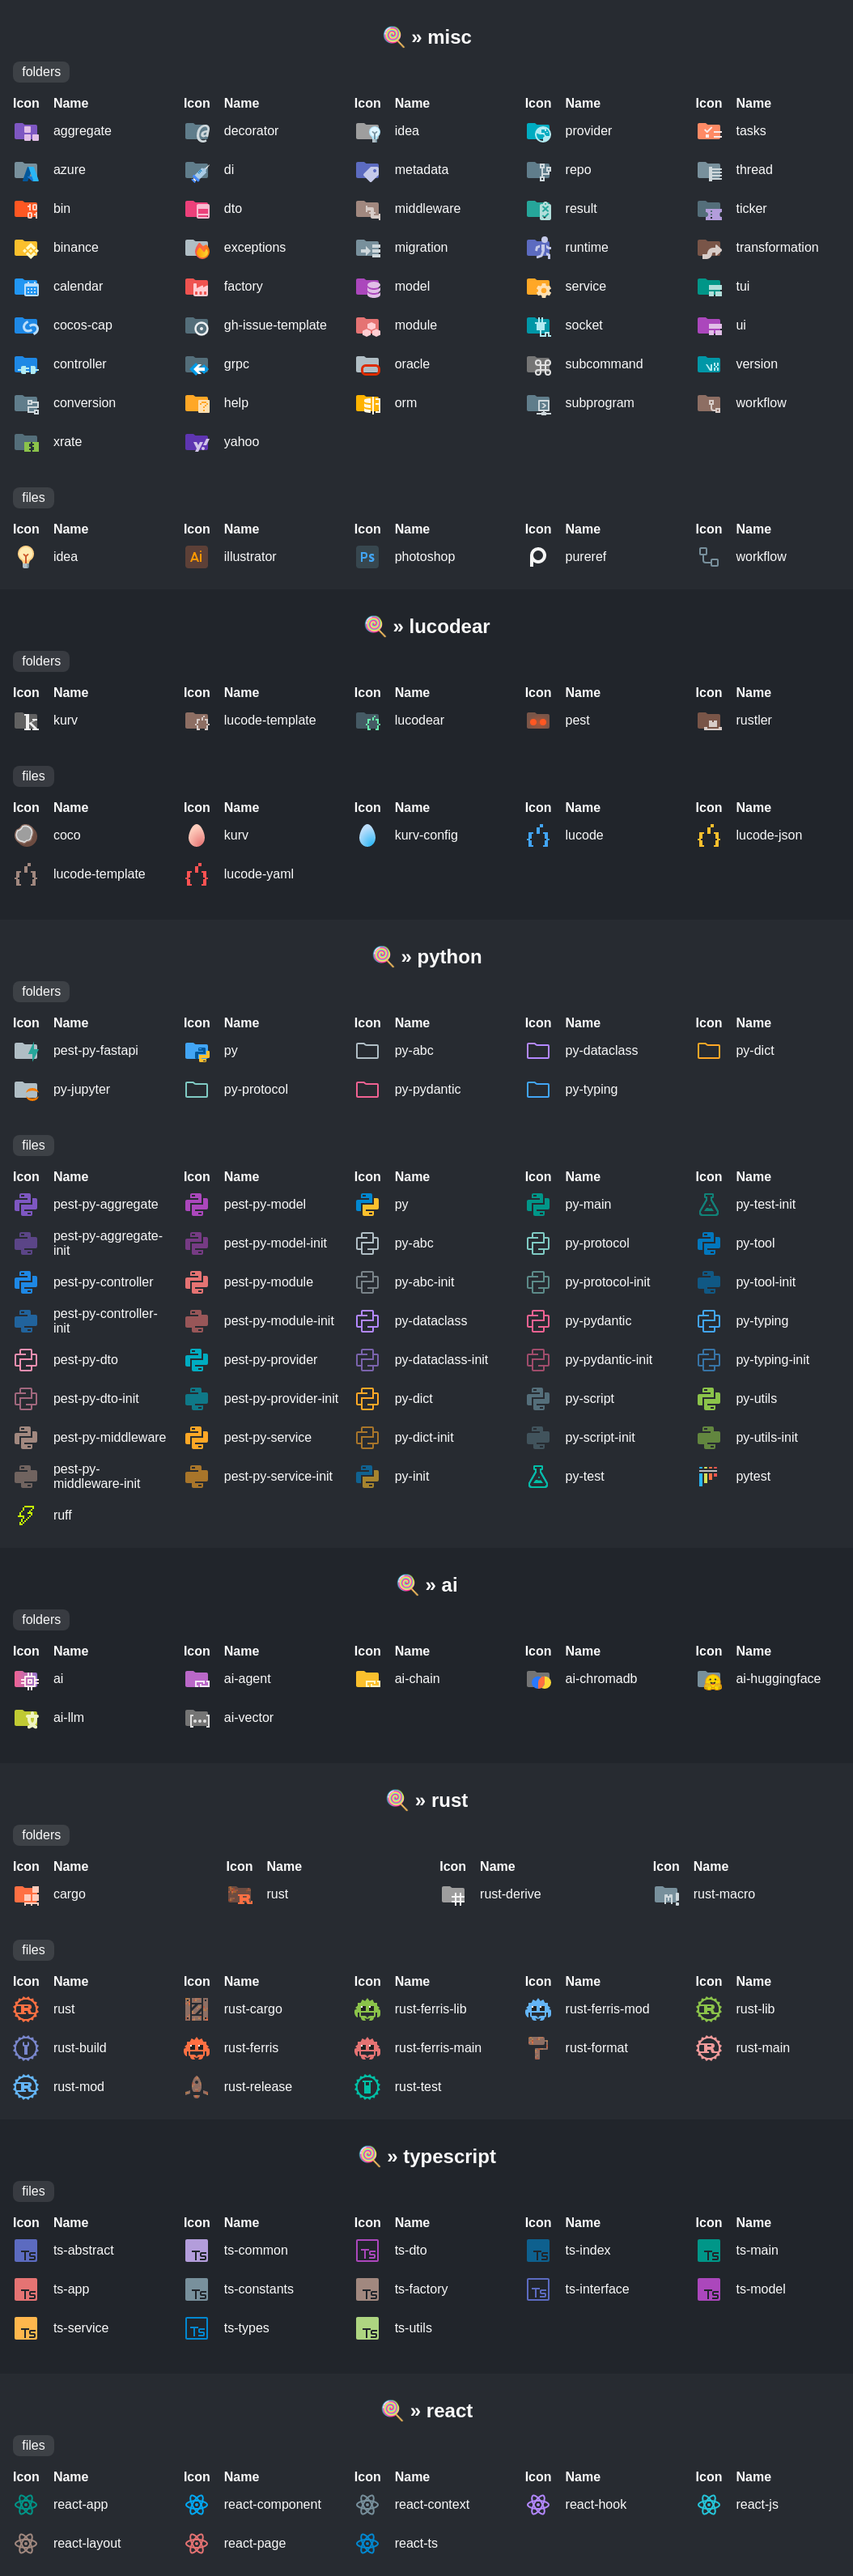 » misc
folders
Icon Name Icon Name Icon Name Icon Name Icon Name
aggregate decorator idea provider tasks
azure di metadata repo thread
bin dto middleware result ticker
binance exceptions migration runtime transformation
calendar factory model service tui
cocos-cap gh-issue-template module socket ui
controller grpc oracle subcommand version
conversion help orm subprogram workflow
xrate yahoo
files
Icon Name Icon Name Icon Name Icon Name Icon Name
idea illustrator photoshop pureref workflow
» lucodear
folders
Icon Name Icon Name Icon Name Icon Name Icon Name
kurv lucode-template lucodear pest rustler
files
Icon Name Icon Name Icon Name Icon Name Icon Name
coco kurv kurv-config lucode lucode-json
lucode-template lucode-yaml
» python
folders
Icon Name Icon Name Icon Name Icon Name Icon Name
pest-py-fastapi py py-abc py-dataclass py-dict
py-jupyter py-protocol py-pydantic py-typing
files
Icon Name Icon Name Icon Name Icon Name Icon Name
pest-py-aggregate pest-py-model py py-main py-test-init
pest-py-aggregate-
init pest-py-model-init py-abc py-protocol py-tool
pest-py-controller pest-py-module py-abc-init py-protocol-init py-tool-init
pest-py-controller-
init pest-py-module-init py-dataclass py-pydantic py-typing
pest-py-dto pest-py-provider py-dataclass-init py-pydantic-init py-typing-init
pest-py-dto-init pest-py-provider-init py-dict py-script py-utils
pest-py-middleware pest-py-service py-dict-init py-script-init py-utils-init
pest-py-
middleware-init pest-py-service-init py-init py-test pytest
ruff
» ai
folders
Icon Name Icon Name Icon Name Icon Name Icon Name
ai ai-agent ai-chain ai-chromadb ai-huggingface
ai-llm ai-vector
» rust
folders
Icon Name Icon Name Icon Name Icon Name
cargo rust rust-derive rust-macro
files
Icon Name Icon Name Icon Name Icon Name Icon Name
rust rust-cargo rust-ferris-lib rust-ferris-mod rust-lib
rust-build rust-ferris rust-ferris-main rust-format rust-main
rust-mod rust-release rust-test
» typescript
files
Icon Name Icon Name Icon Name Icon Name Icon Name
Ts ts-abstract Ts ts-common Ts ts-dto Ts ts-index Ts ts-main
Ts ts-app Ts ts-constants Ts ts-factory Ts ts-interface Ts ts-model
Ts ts-service Ts ts-types Ts ts-utils
» react
files
Icon Name Icon Name Icon Name Icon Name Icon Name
react-app react-component react-context react-hook react-js
react-layout react-page react-ts